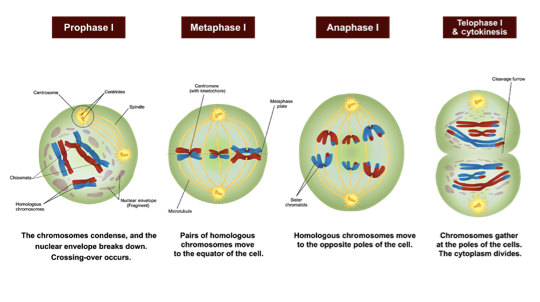 Prophase I
Metaphase I
Anaphase I
Telophase I
& cytokinesis
Centrosome
Centrioles
Spindle
Chizamata
Homologous
chromosomes
Nuclear envelope
(Fragment)
Centromere
(with kinetochore)
Metaphase
plate
Microtubule
Sister
chromatids
Cleavage furrow
The chromosomes condense, and the
nuclear envelope breaks down.
Crossing-over occurs.
Pairs of homologous
chromosomes move
to the equator of the cell.
Homologous chromosomes move
to the opposite poles of the cell.
Chromosomes gather
at the poles of the cells.
The cytoplasm divides.